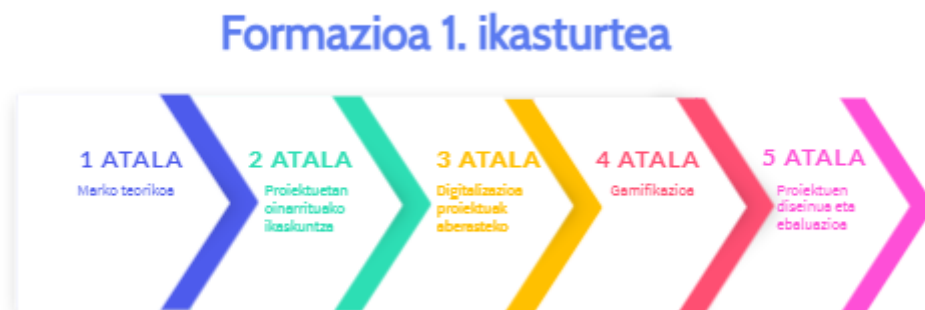 Formazioa 1. ikasturtea
1 ATALA
Marko teorikoa
2 ATALA
Proiektuetan
oinarrituako
ikaskuntza
3 ATALA
Digitalizazioa
proiektuak
aberasteko
4 ATALA
Gamifikazioa
5 ATALA
Proiektuen
diseinua eta
ebaluazioa